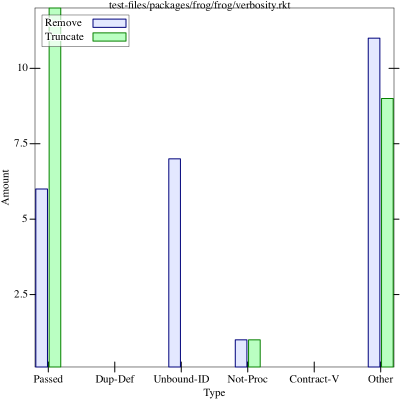 test-files/packages/frog/frog/verbosity.rkt
Remove
Truncate
10
7.5
5
2.5
Amount
Passed Dup-Def Unbound-ID Not-Proc Contract-V Other
Type